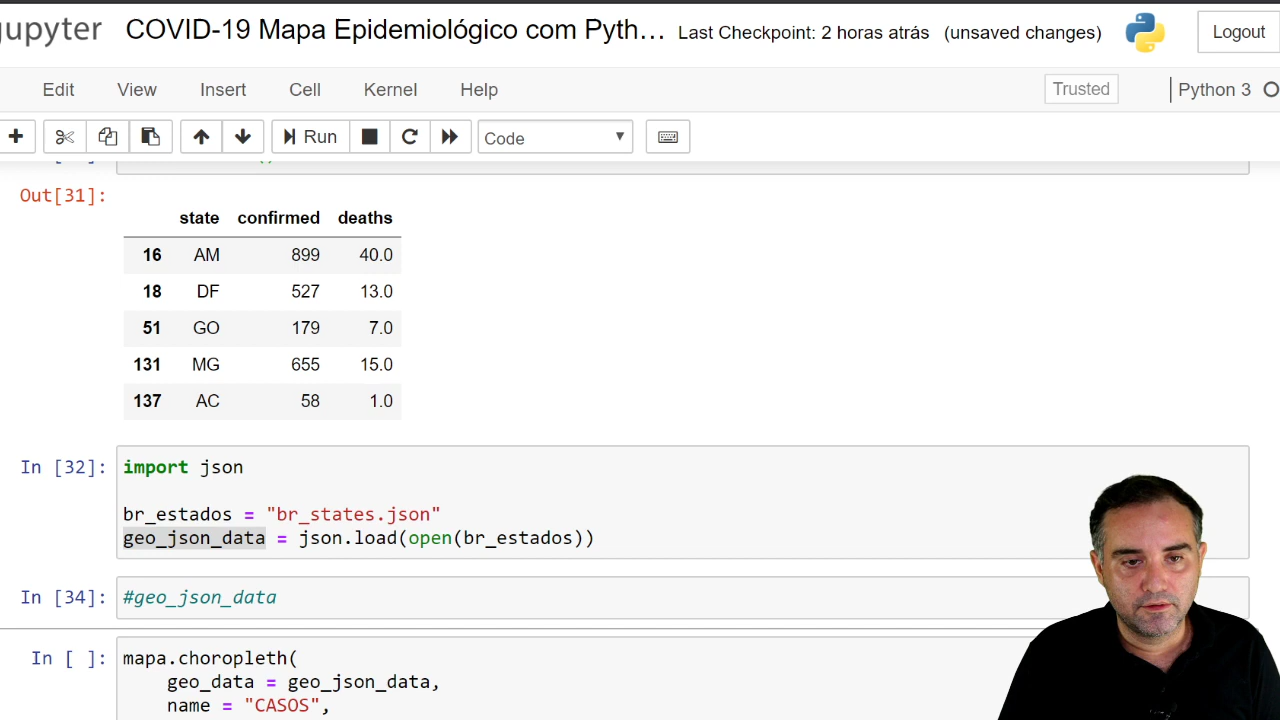 jupyter COVID-19 Mapa Epidemiológico com Pyth... Last Checkpoint: 2 horas atrás (unsaved changes) Logout
Edit View Insert Cell Kernel Help Trusted Python 3
Run Code
Out[31]:
state confirmed deaths
16 AM 899 40.0
18 DF 527 13.0
51 GO 179 7.0
131 MG 655 15.0
137 AC 58 1.0
In [32]: import json
br_estados = "br_states.json"
geo_json_data = json.load(open(br_estados))
In [34]: #geo_json_data
In [ ]: mapa.choropleth(
geo_data = geo_json_data,
name = "CASOS",